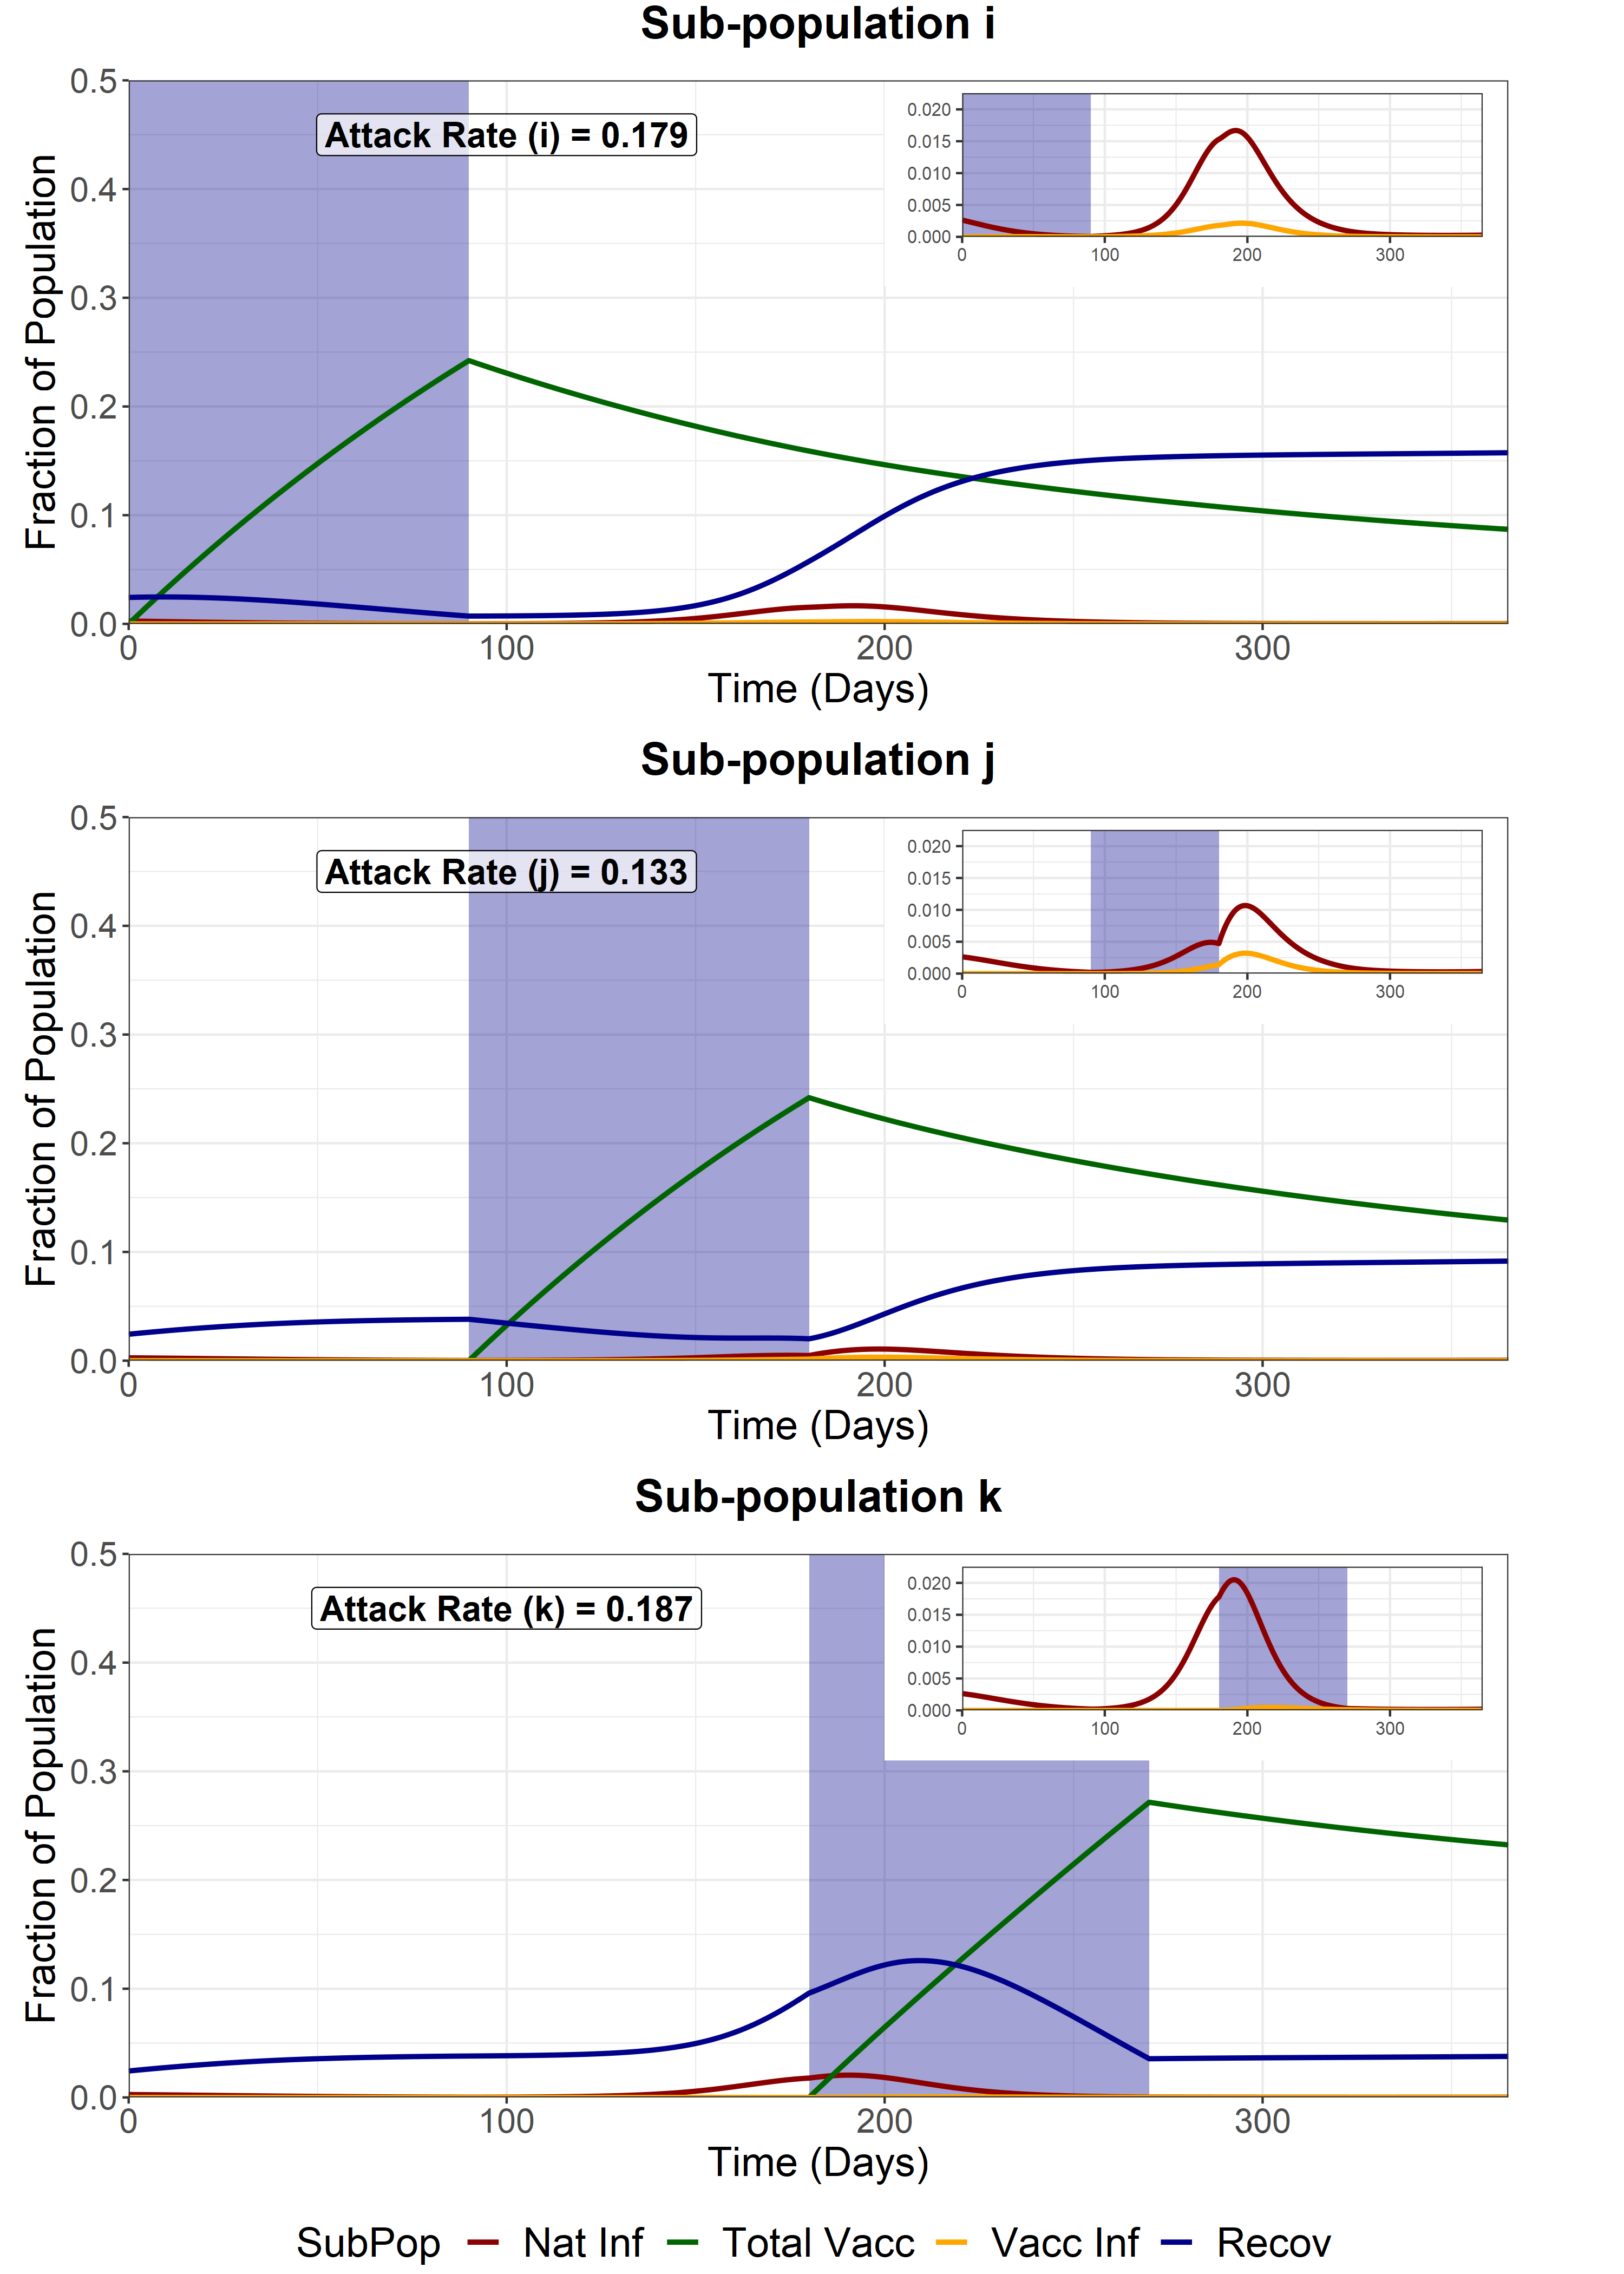 Sub-population i
Fraction of Population
0.5
0.4
0.3
0.2
0.1
0.0
Attack Rate (i) = 0.179
0.020
0.015
0.010
0.005
0.000
0 100 200 300
0 100 200 300
Time (Days)
Sub-population j
Fraction of Population
0.5
0.4
0.3
0.2
0.1
0.0
Attack Rate (j) = 0.133
0.020
0.015
0.010
0.005
0.000
0 100 200 300
0 100 200 300
Time (Days)
Sub-population k
Fraction of Population
0.5
0.4
0.3
0.2
0.1
0.0
Attack Rate (k) = 0.187
0.020
0.015
0.010
0.005
0.000
0 100 200 300
0 100 200 300
Time (Days)
SubPop Nat Inf Total Vacc Vacc Inf Recov